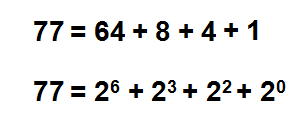 77 = 64 + 8 + 4 + 1
77 = 2⁶ + 2³ + 2² + 2⁰